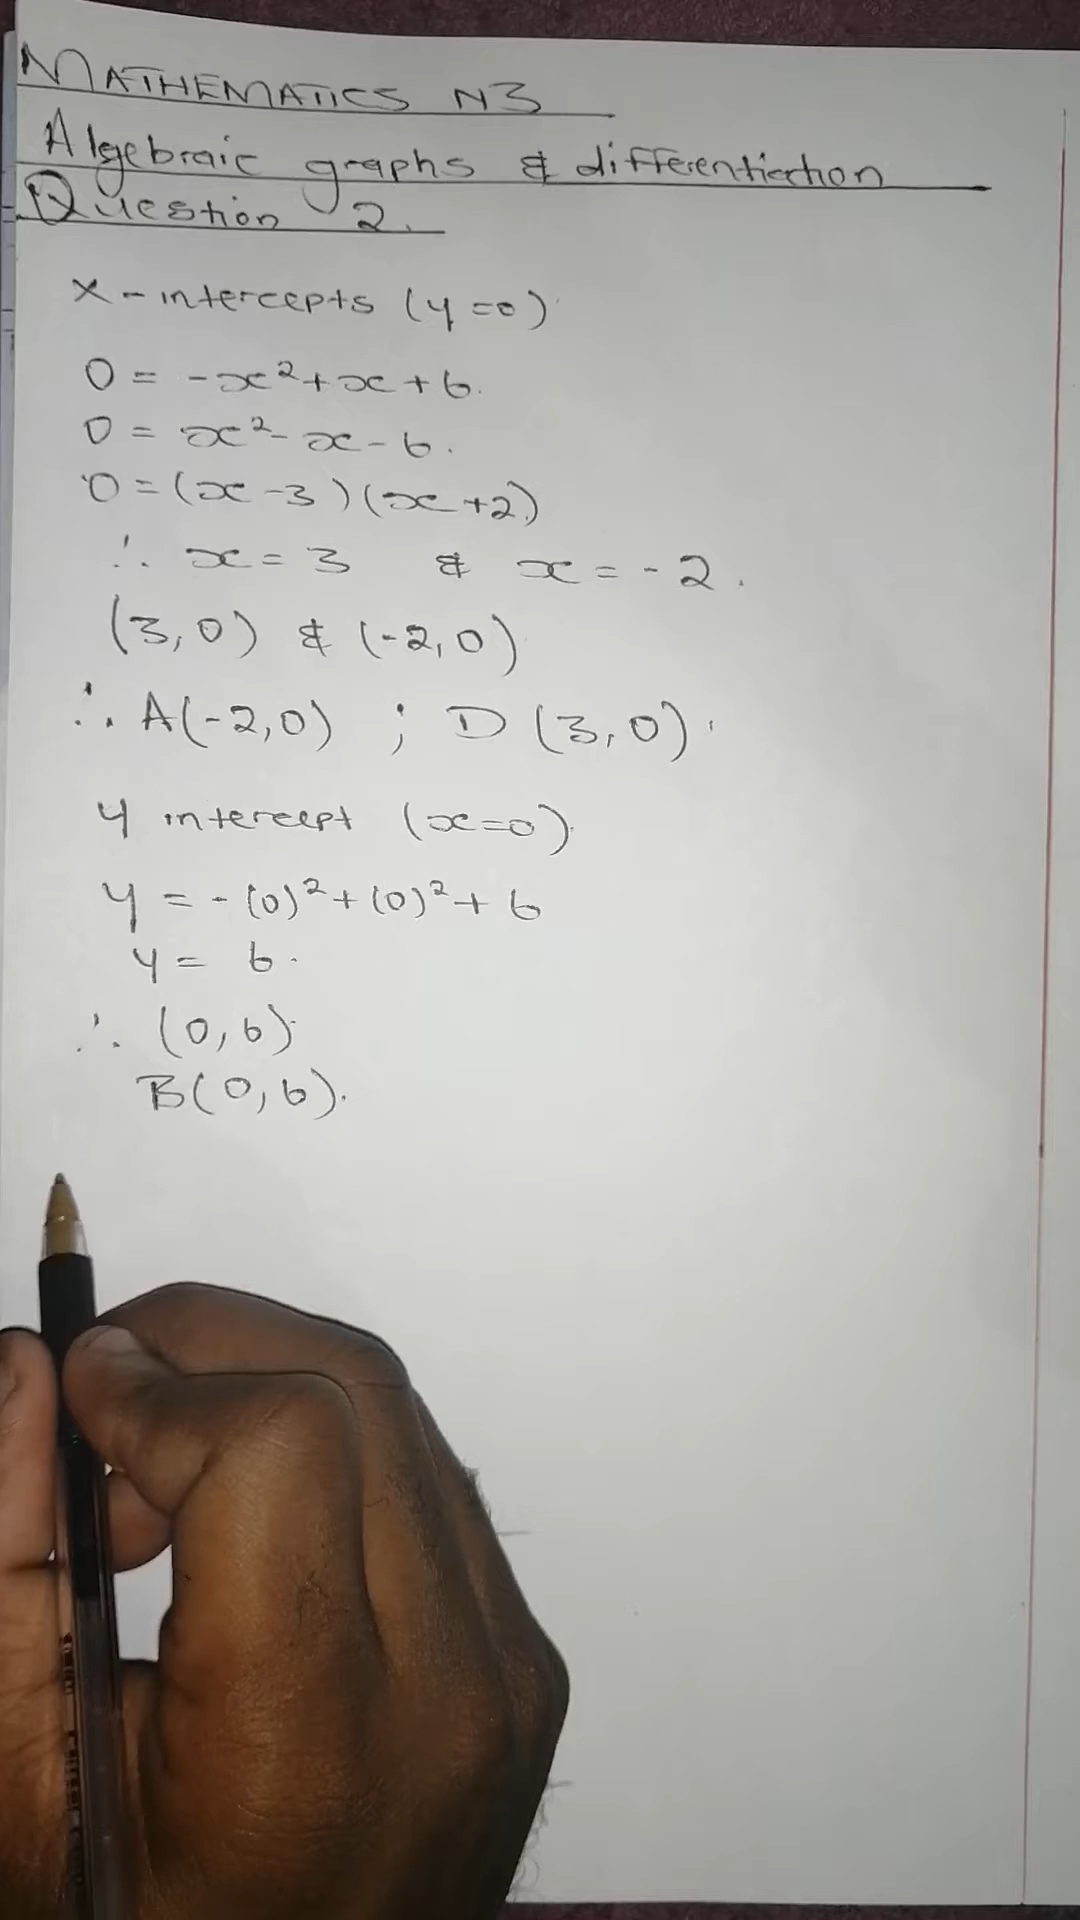 MATHEMATICS N3
Algebraic graphs & differentiation
Question 2.
x-intercepts (y=0)
0 = -x²+x+6.
0 = x²-x-6.
0=(x-3)(x+2)
∴ x=3 & x=-2.
(3,0) & (-2,0)
∴ A(-2,0) ; D(3,0).
y intercept (x=0)
y = -(0)²+(0)²+6
y = 6.
∴ (0,6)
B(0,6).